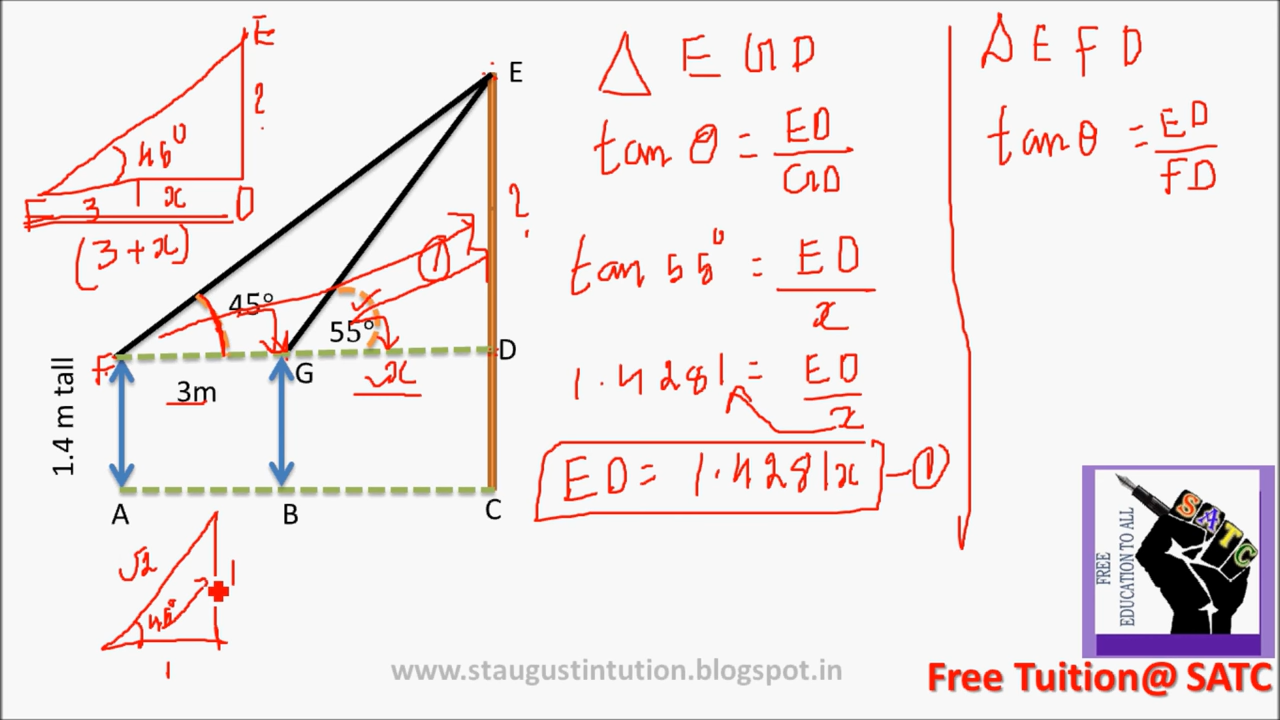 E
?
45°
3
x
D
(3+x)
E
?
①
45°
55°
F
G
D
3m
x
1.4 m tall
A
B
C
√2
1
45°
1
Δ EGD
tan θ = ED/GD
tan 55° = ED/x
1.4281 = ED/x
ED = 1.4281x —①
Δ EFD
tan θ = ED/FD
FREE
EDUCATION TO ALL
SATC
www.staugustintution.blogspot.in
Free Tuition@ SATC